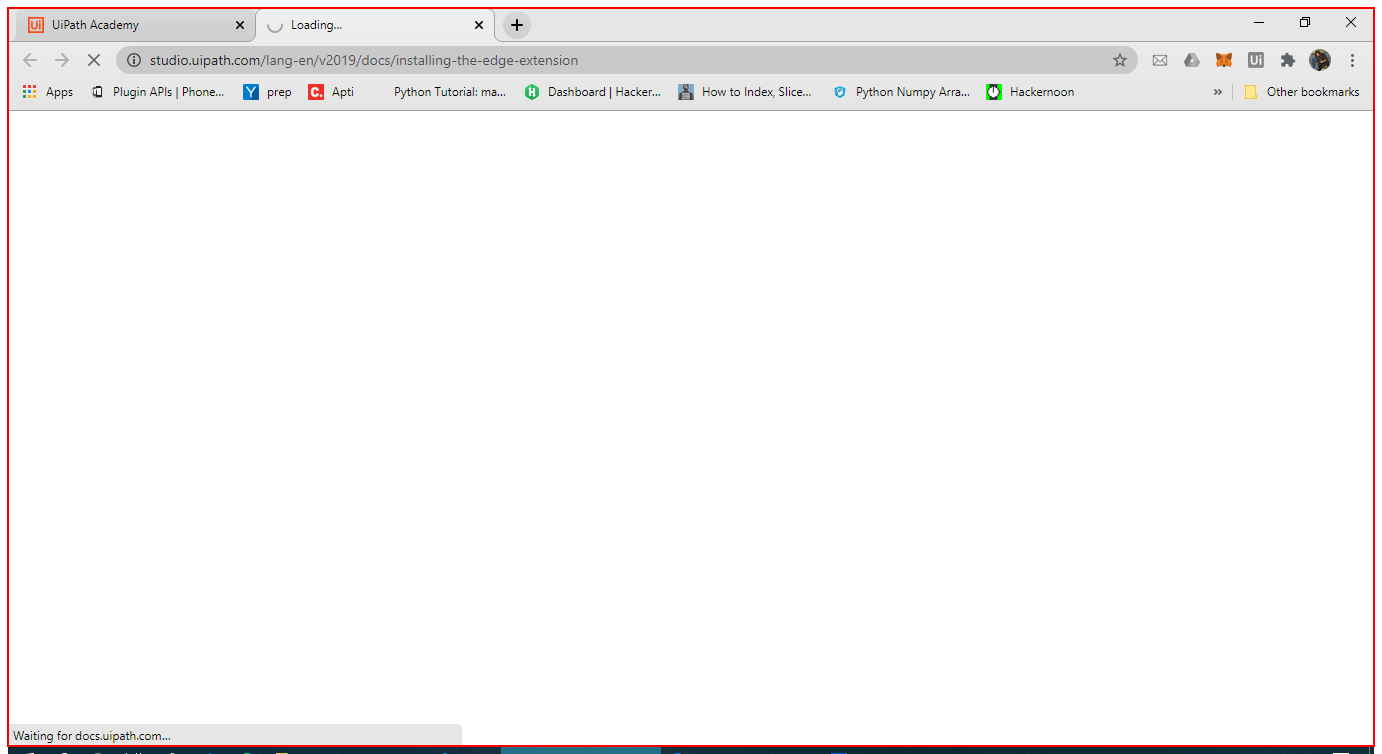 UiPath Academy
Loading...
studio.uipath.com/lang-en/v2019/docs/installing-the-edge-extension
Ui
Apps Plugin APIs | Phone... Y prep C. Apti Python Tutorial: ma... H Dashboard | Hacker... How to Index, Slice... Python Numpy Arra... Hackernoon » Other bookmarks
Waiting for docs.uipath.com...